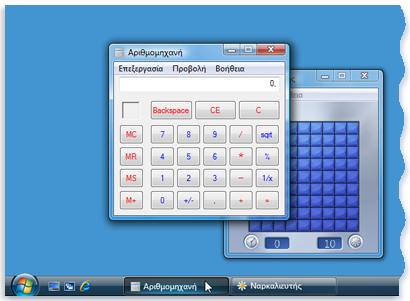 Αριθμομηχανή
Επεξεργασία Προβολή Βοήθεια
0,
Backspace CE C
MC 7 8 9 / sqrt
MR 4 5 6 * %
MS 1 2 3 - 1/x
M+ 0 +/- , + =
0 10
Αριθμομηχανή Ναρκαλιευτής